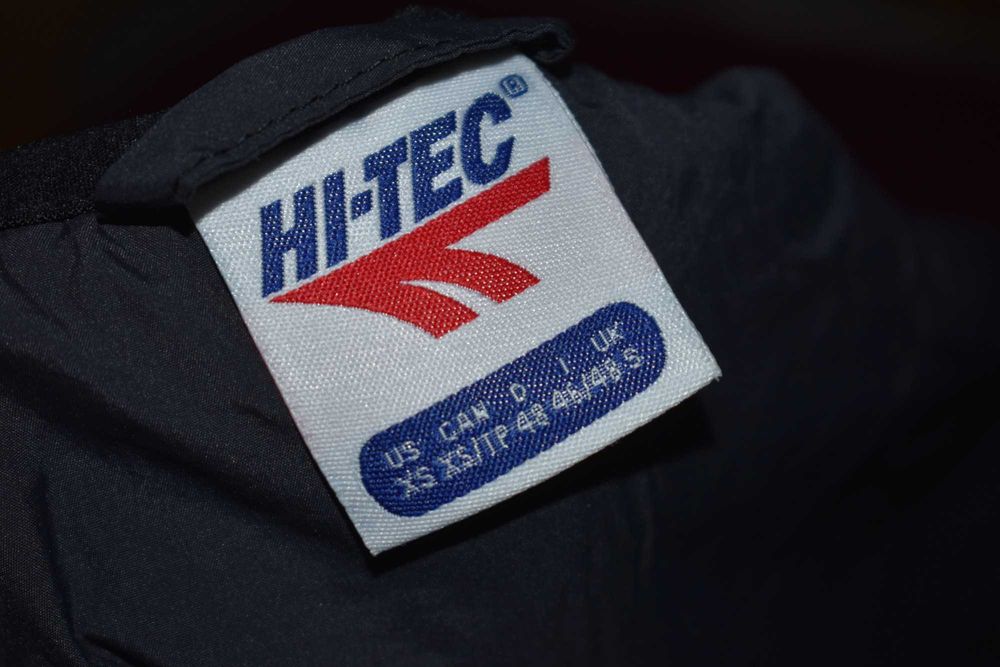 HI-TEC®
US CAN D I UK
XS XS/TP 48 46/48 S